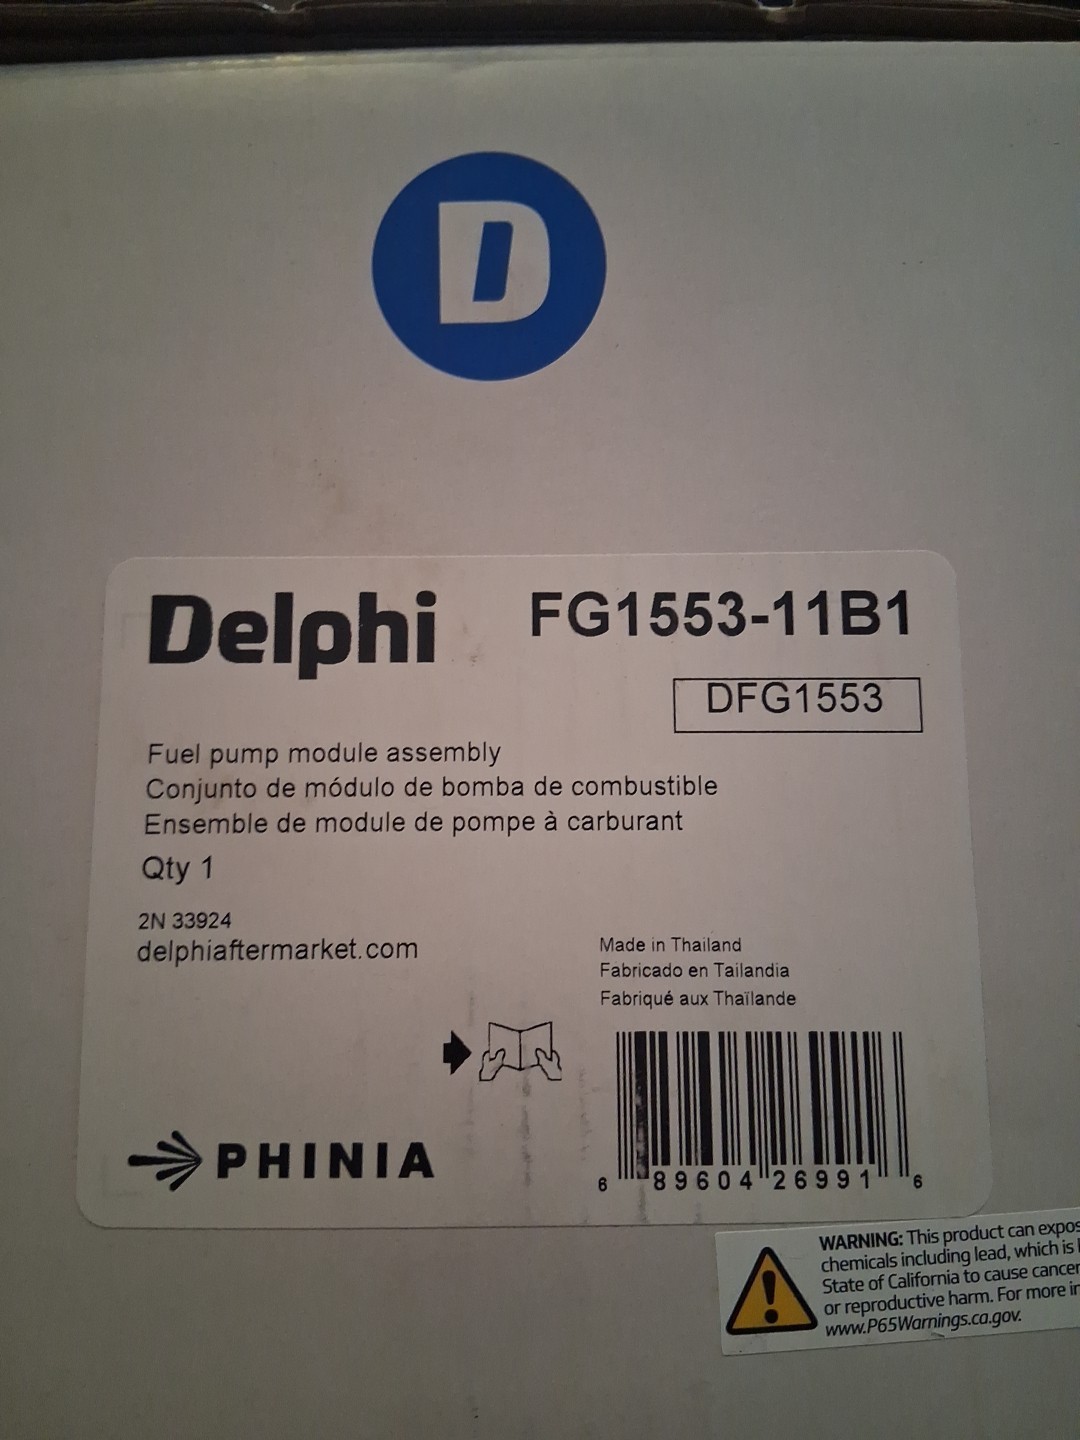 D
Delphi
FG1553-11B1
DFG1553
Fuel pump module assembly
Conjunto de módulo de bomba de combustible
Ensemble de module de pompe à carburant
Qty 1
2N 33924
delphiaftermarket.com
Made in Thailand
Fabricado en Tailandia
Fabriqué aux Thaïlande
PHINIA
6 89604 26991 6
WARNING: This product can
chemicals including lead, which is
State of California to cause
or reproductive harm. For more
www.P65Warnings.ca.gov.